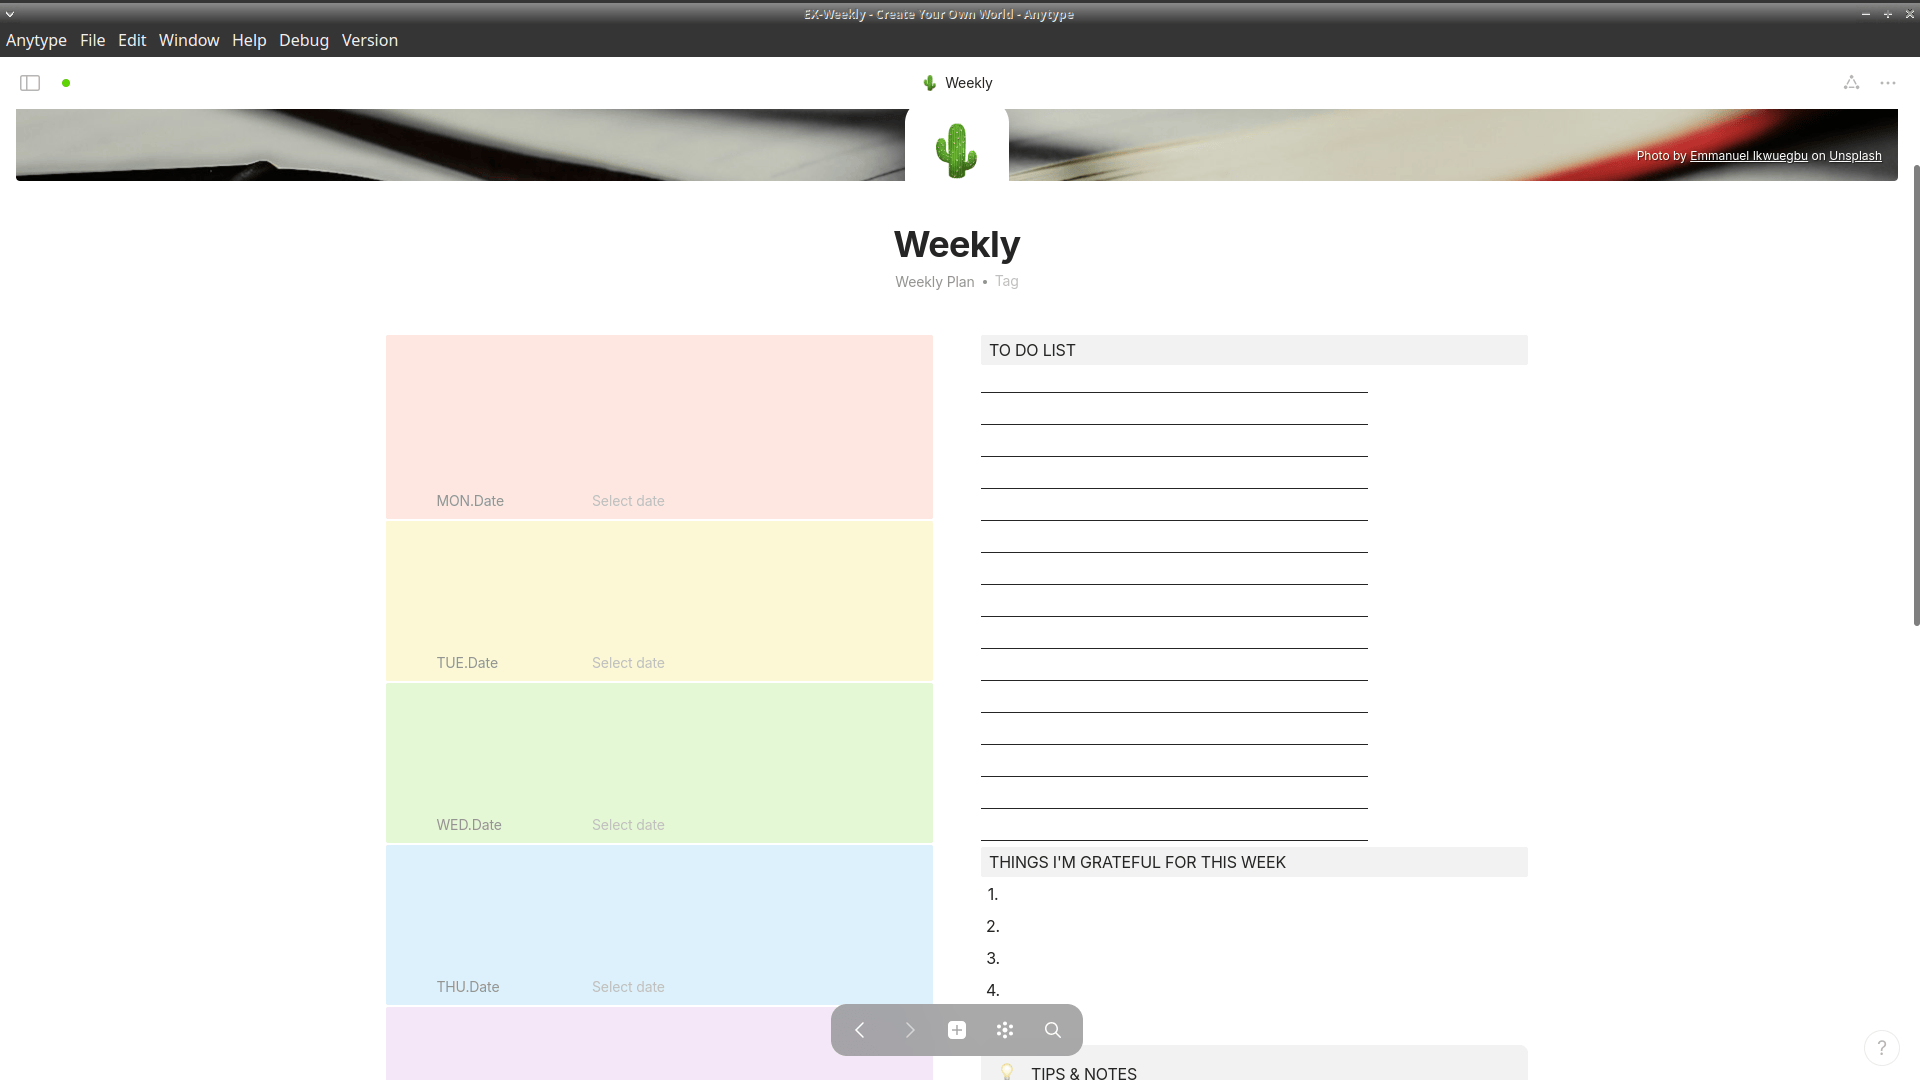 EX-Weekly - Create Your Own World - Anytype
Anytype File Edit Window Help Debug Version
Weekly
Photo by Emmanuel Ikwuegbu on Unsplash
Weekly
Weekly Plan • Tag
MON.Date Select date
TUE.Date Select date
WED.Date Select date
THU.Date Select date
TO DO LIST
THINGS I'M GRATEFUL FOR THIS WEEK
1.
2.
3.
4.
TIPS & NOTES
?